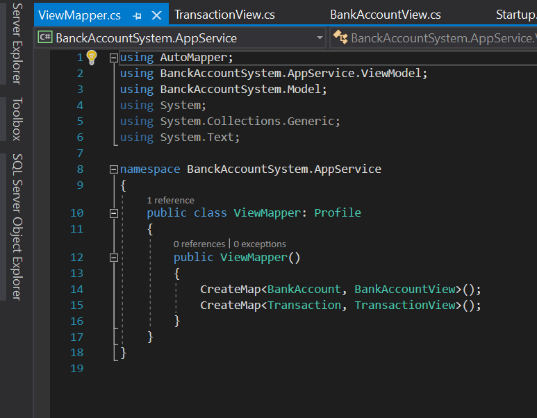 ViewMapper.cs
TransactionView.cs
BankAccountView.cs
Startup.
C# BanckAccountSystem.AppService
BanckAccountSystem.AppService.
Server Explorer
Toolbox
SQL Server Object Explorer
1 using AutoMapper;
2 using BanckAccountSystem.AppService.ViewModel;
3 using BanckAccountSystem.Model;
4 using System;
5 using System.Collections.Generic;
6 using System.Text;
7
8 namespace BanckAccountSystem.AppService
9 {
1 reference
10 public class ViewMapper: Profile
11 {
0 references | 0 exceptions
12 public ViewMapper()
13 {
14 CreateMap<BankAccount, BankAccountView>();
15 CreateMap<Transaction, TransactionView>();
16 }
17 }
18 }
19